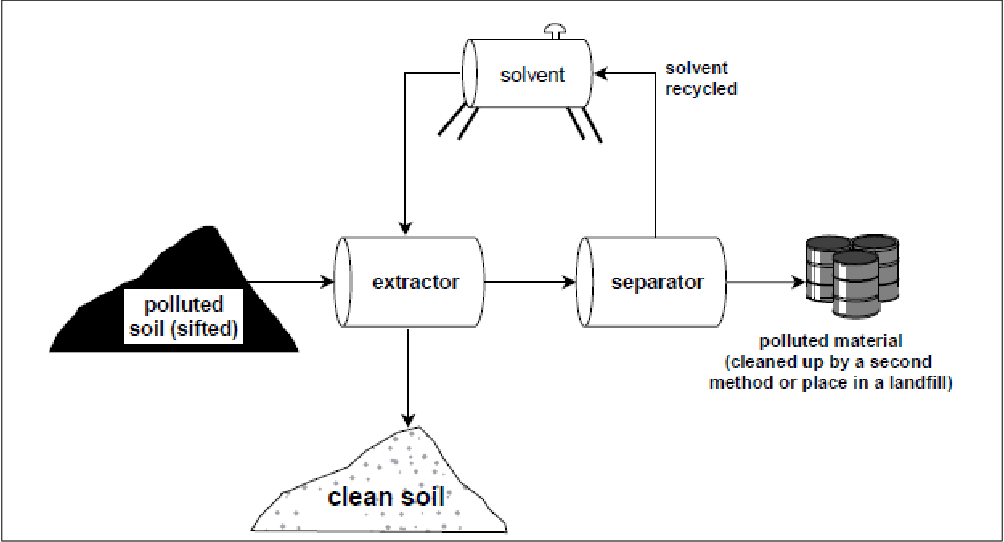 solvent
solvent
recycled
extractor
separator
polluted
soil (sifted)
polluted material
(cleaned up by a second
method or place in a landfill)
clean soil